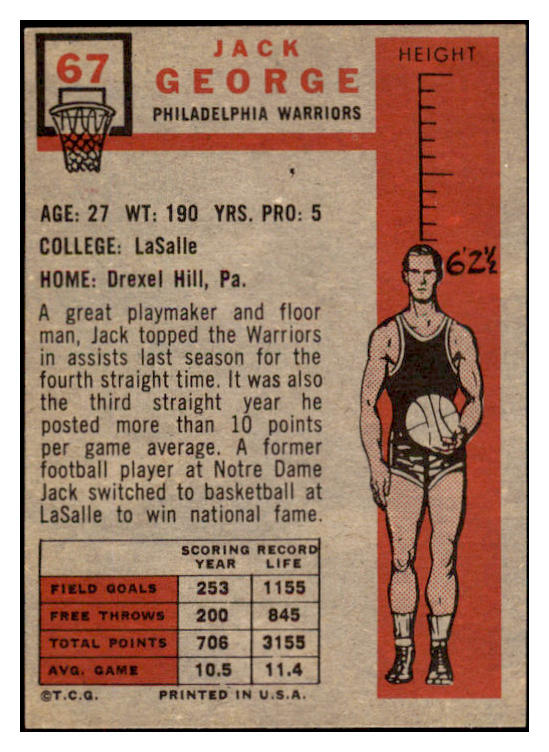 67
JACK
GEORGE
PHILADELPHIA WARRIORS
HEIGHT
6'2½
AGE: 27 WT: 190 YRS. PRO: 5
COLLEGE: LaSalle
HOME: Drexel Hill, Pa.
A great playmaker and floor
man, Jack topped the Warriors
in assists last season for the
fourth straight time. It was also
the third straight year he
posted more than 10 points
per game average. A former
football player at Notre Dame
Jack switched to basketball at
LaSalle to win national fame.
SCORING RECORD
YEAR LIFE
FIELD GOALS 253 1155
FREE THROWS 200 845
TOTAL POINTS 706 3155
AVG. GAME 10.5 11.4
©T.C.G. PRINTED IN U.S.A.